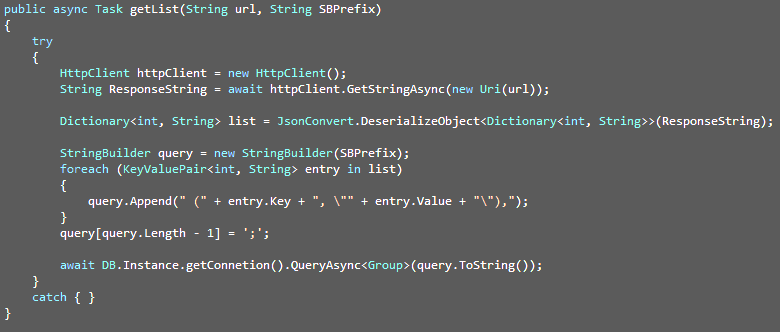 public async Task getList(String url, String SBPrefix)
{
try
{
HttpClient httpClient = new HttpClient();
String ResponseString = await httpClient.GetStringAsync(new Uri(url));
Dictionary<int, String> list = JsonConvert.DeserializeObject<Dictionary<int, String>>(ResponseString);
StringBuilder query = new StringBuilder(SBPrefix);
foreach (KeyValuePair<int, String> entry in list)
{
query.Append(" (" + entry.Key + ", \"" + entry.Value + "\"),");
}
query[query.Length - 1] = ';';
await DB.Instance.getConnetion().QueryAsync<Group>(query.ToString());
}
catch { }
}